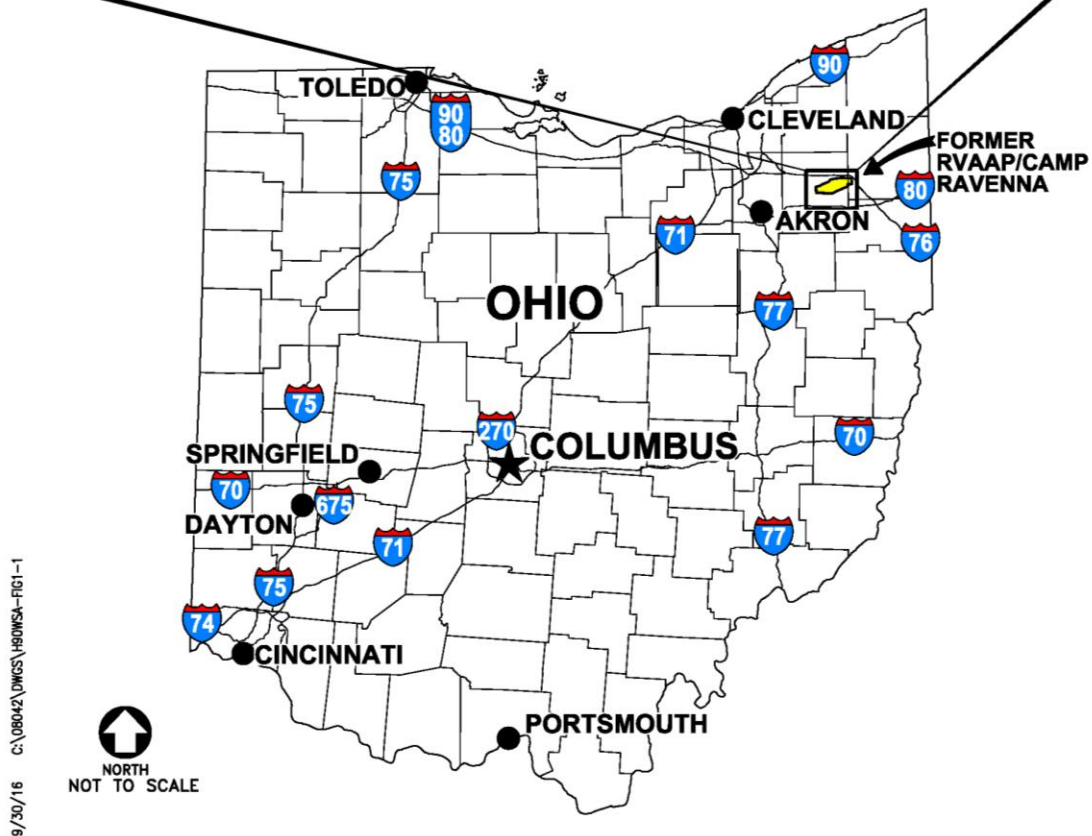 90
TOLEDO
90
80
CLEVELAND
FORMER
RVAAP/CAMP
RAVENNA
75
80
AKRON
71
76
OHIO
77
75
270
COLUMBUS
70
SPRINGFIELD
70
675
DAYTON
71
77
75
74
CINCINNATI
PORTSMOUTH
NORTH
NOT TO SCALE
9/30/16 C:\08042\DWGS\H90WSA-FIG1-1